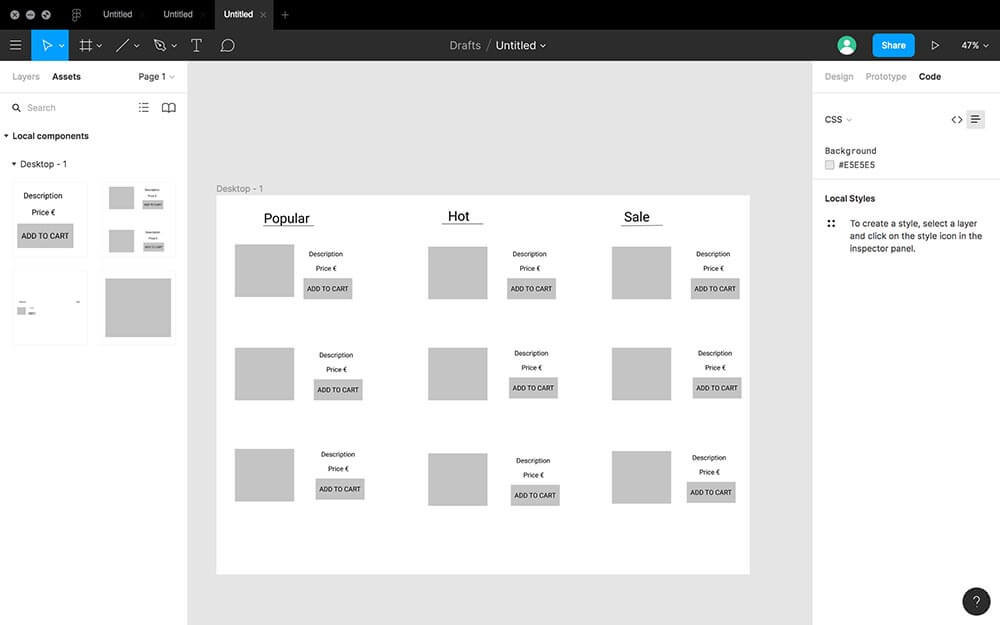 Untitled
Untitled
Untitled
Drafts / Untitled
Share
47%
Layers
Assets
Page 1
Design
Prototype
Code
Search
Local components
Desktop - 1
Description
Price €
ADD TO CART
Description
Price €
ADD TO CART
Description
Price €
ADD TO CART
Desktop - 1
Popular
Hot
Sale
Description
Price €
ADD TO CART
Description
Price €
ADD TO CART
Description
Price €
ADD TO CART
Description
Price €
ADD TO CART
Description
Price €
ADD TO CART
Description
Price €
ADD TO CART
Description
Price €
ADD TO CART
Description
Price €
ADD TO CART
Description
Price €
ADD TO CART
CSS
Background
#E5E5E5
Local Styles
To create a style, select a layer
and click on the style icon in the
inspector panel.
?